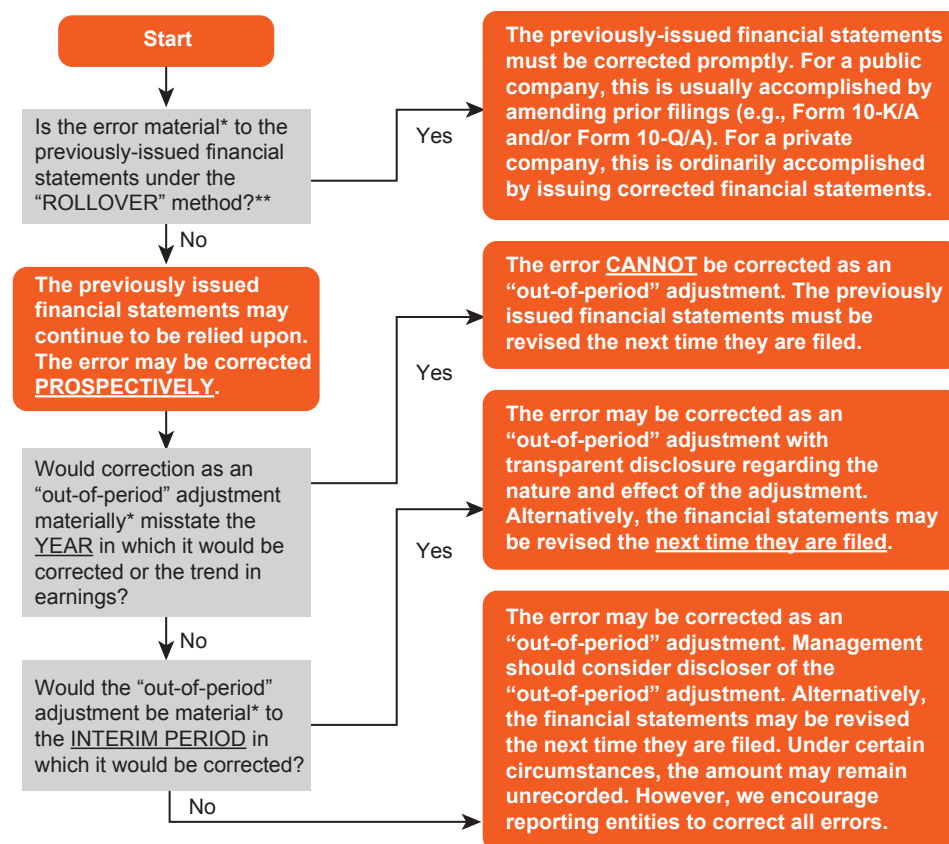 Start
Is the error material* to the
previously-issued financial
statements under the
“ROLLOVER” method?**
Yes
The previously-issued financial statements
must be corrected promptly. For a public
company, this is usually accomplished by
amending prior filings (e.g., Form 10-K/A
and/or Form 10-Q/A). For a private
company, this is ordinarily accomplished
by issuing corrected financial statements.
No
The previously issued
financial statements may
continue to be relied upon.
The error may be corrected
PROSPECTIVELY.
Would correction as an
“out-of-period” adjustment
materially* misstate the
YEAR in which it would be
corrected or the trend in
earnings?
Yes
The error CANNOT be corrected as an
“out-of-period” adjustment. The previously
issued financial statements must be
revised the next time they are filed.
No
Would the “out-of-period”
adjustment be material* to
the INTERIM PERIOD in
which it would be corrected?
Yes
The error may be corrected as an
“out-of-period” adjustment with
transparent disclosure regarding the
nature and effect of the adjustment.
Alternatively, the financial statements may
be revised the next time they are filed.
No
The error may be corrected as an
“out-of-period” adjustment. Management
should consider discloser of the
“out-of-period” adjustment. Alternatively,
the financial statements may be revised
the next time they are filed. Under certain
circumstances, the amount may remain
unrecorded. However, we encourage
reporting entities to correct all errors.